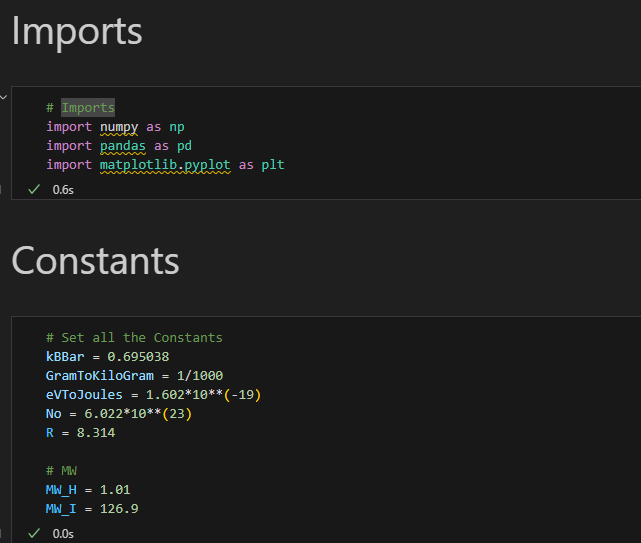 Imports
# Imports
import numpy as np
import pandas as pd
import matplotlib.pyplot as plt
0.6s
Constants
# Set all the Constants
kBBar = 0.695038
GramToKiloGram = 1/1000
eVToJoules = 1.602*10**(-19)
No = 6.022*10**(23)
R = 8.314
# MW
MW_H = 1.01
MW_I = 126.9
0.0s